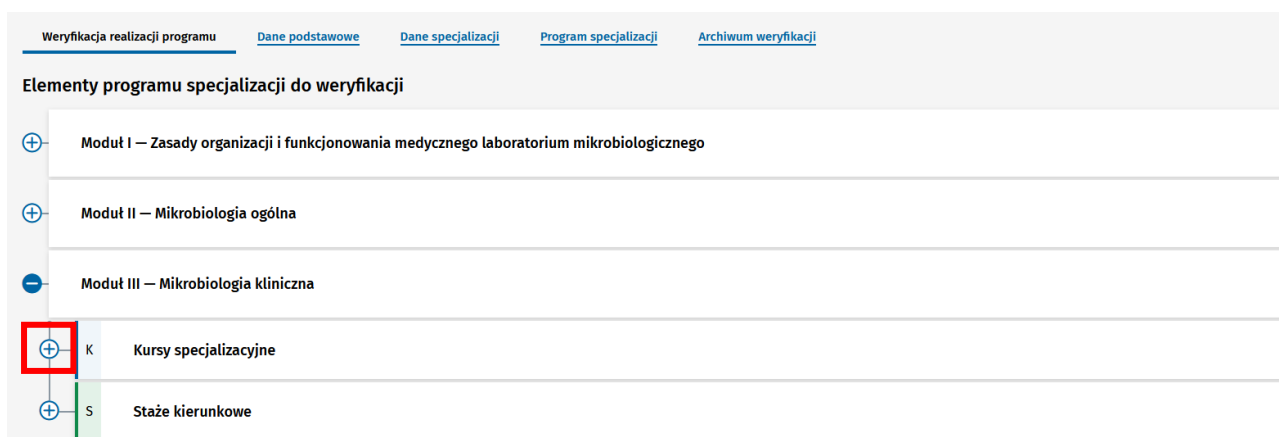 Weryfikacja realizacji programu Dane podstawowe Dane specjalizacji Program specjalizacji Archiwum weryfikacji
Elementy programu specjalizacji do weryfikacji
Moduł I — Zasady organizacji i funkcjonowania medycznego laboratorium mikrobiologicznego
Moduł II — Mikrobiologia ogólna
Moduł III — Mikrobiologia kliniczna
K Kursy specjalizacyjne
S Staże kierunkowe